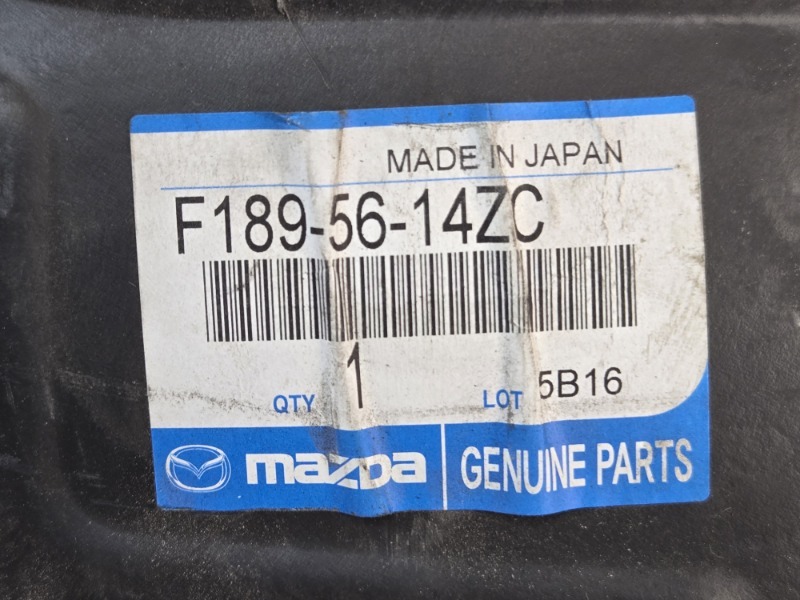 MADE IN JAPAN
F189-56-14ZC
QTY 1 LOT 5B16
mazda GENUINE PARTS